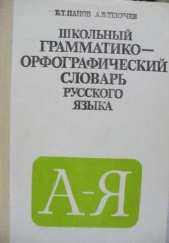 Б.Т.ПАНОВ А.В.ТЕКУЧЕВ
ШКОЛЬНЫЙ
ГРАММАТИКО—
ОРФОГРАФИЧЕСКИЙ
СЛОВАРЬ
РУССКОГО
ЯЗЫКА
А-Я